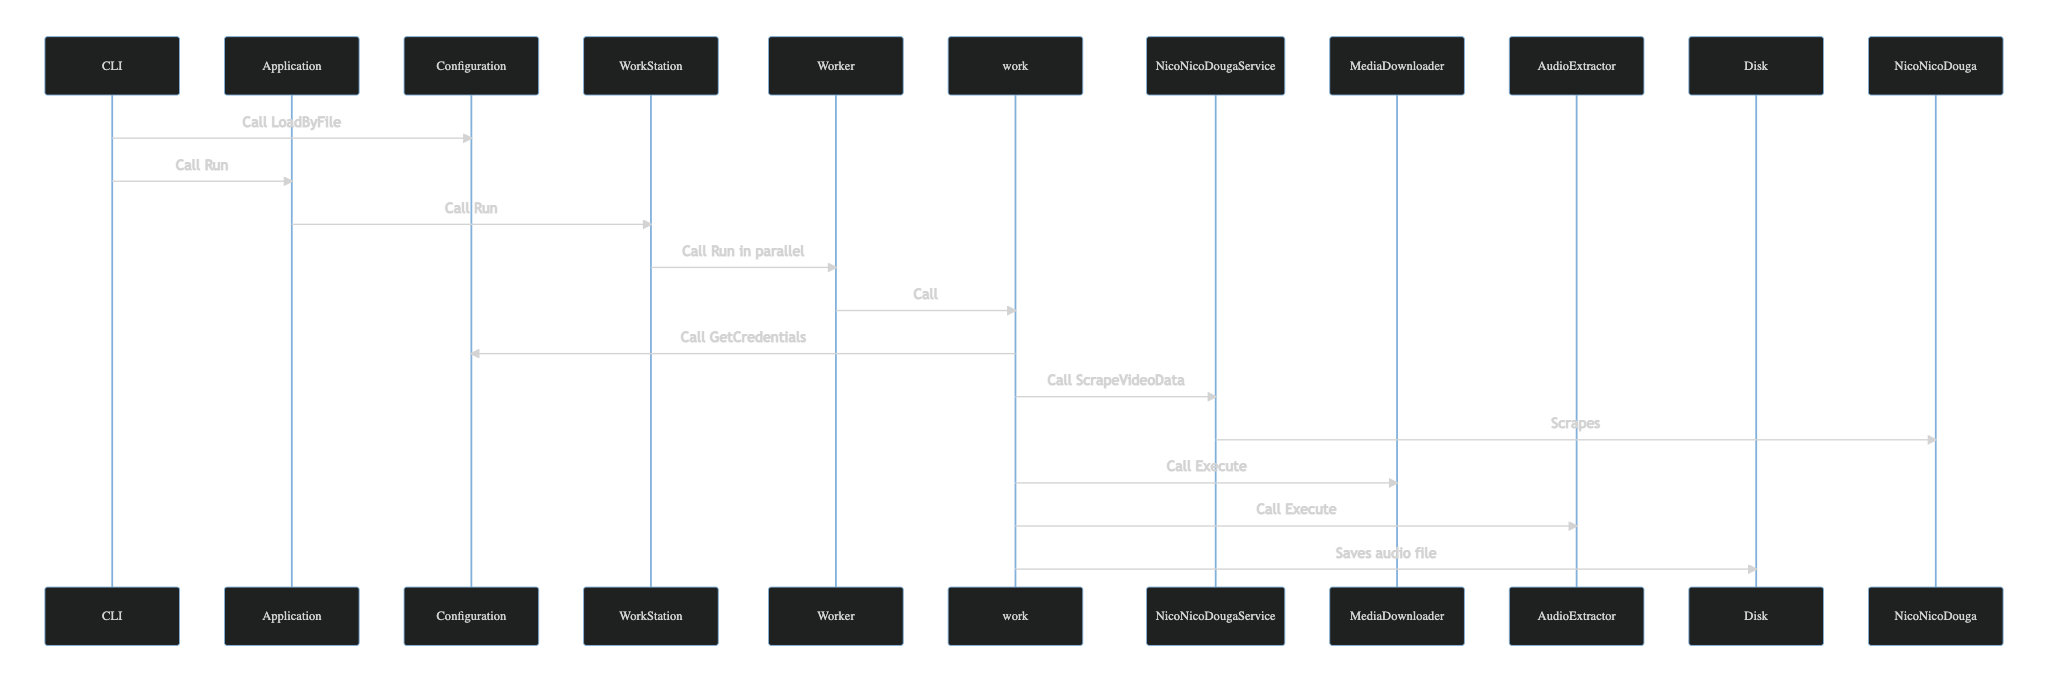 CLI
Application
Configuration
WorkStation
Worker
work
NicoNicoDougaService
MediaDownloader
AudioExtractor
Disk
NicoNicoDouga
Call LoadByFile
Call Run
Call Run
Call Run in parallel
Call
Call GetCredentials
Call ScrapeVideoData
Scrapes
Call Execute
Call Execute
Saves audio file
CLI
Application
Configuration
WorkStation
Worker
work
NicoNicoDougaService
MediaDownloader
AudioExtractor
Disk
NicoNicoDouga